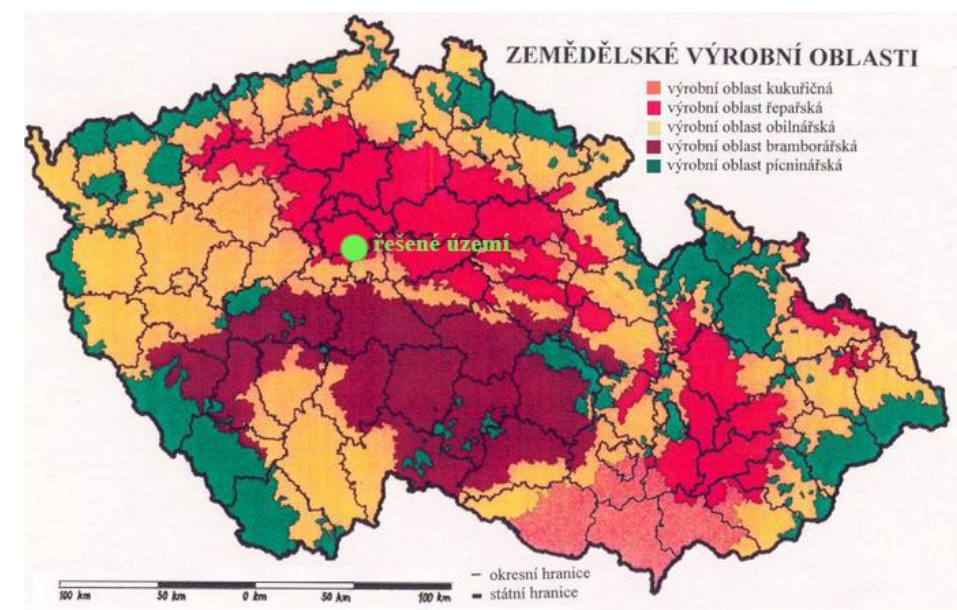 ZEMĚDĚLSKÉ VÝROBNÍ OBLASTI
výrobní oblast kukuřičná
výrobní oblast řepařská
výrobní oblast obilnářská
výrobní oblast bramborářská
výrobní oblast pícninářská
řešené území
okresní hranice
státní hranice
100 km 50 km 0 km 50 km 100 km